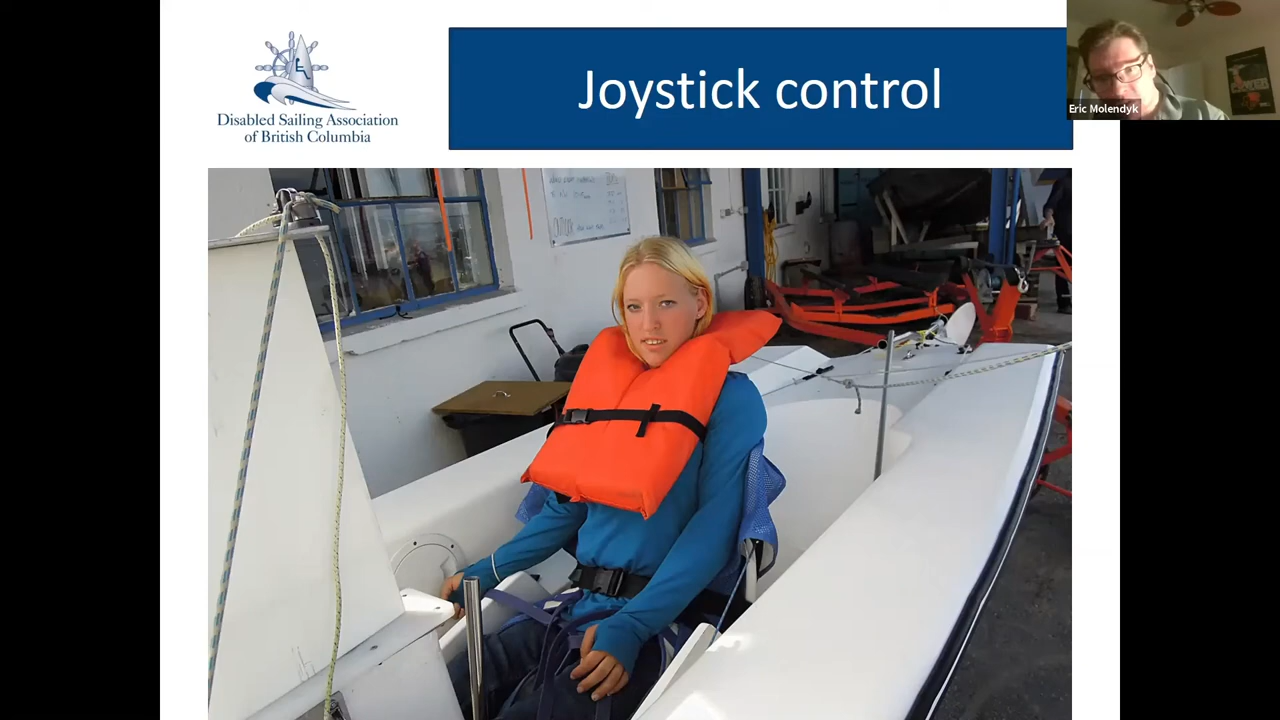 Disabled Sailing Association
of British Columbia
Joystick control
Eric Molendyk